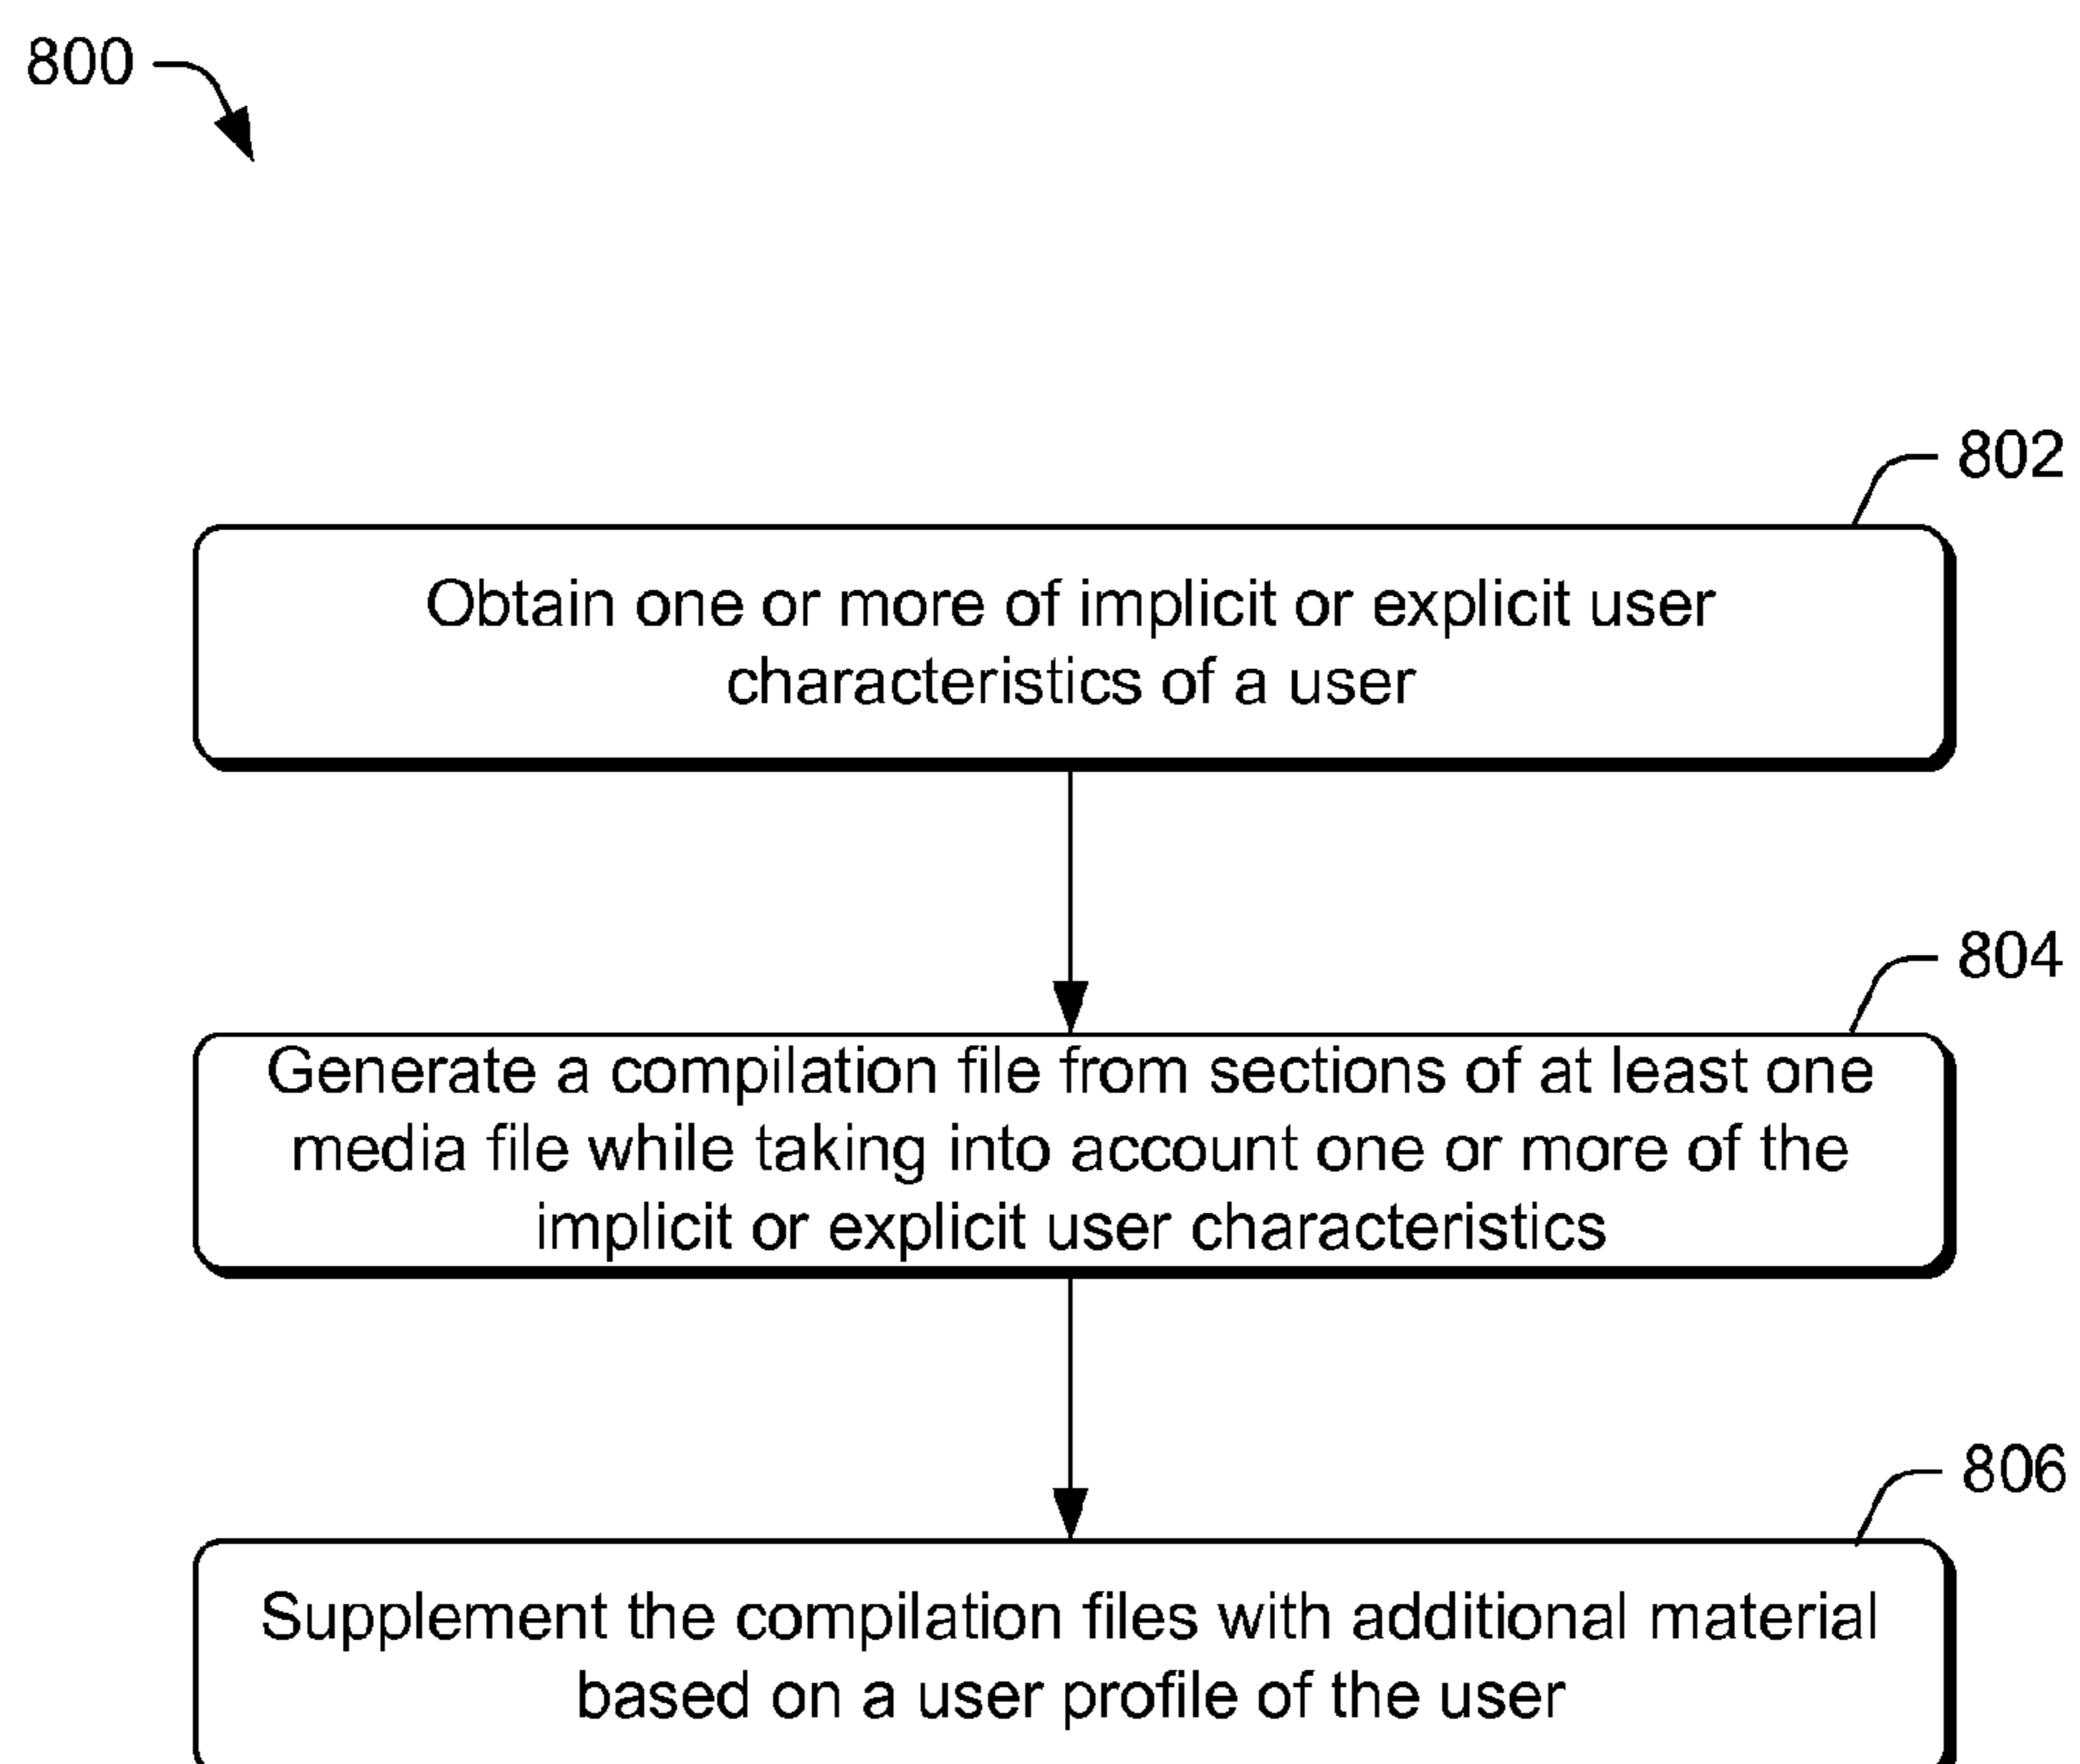 800
802
Obtain one or more of implicit or explicit user
characteristics of a user
804
Generate a compilation file from sections of at least one
media file while taking into account one or more of the
implicit or explicit user characteristics
806
Supplement the compilation files with additional material
based on a user profile of the user